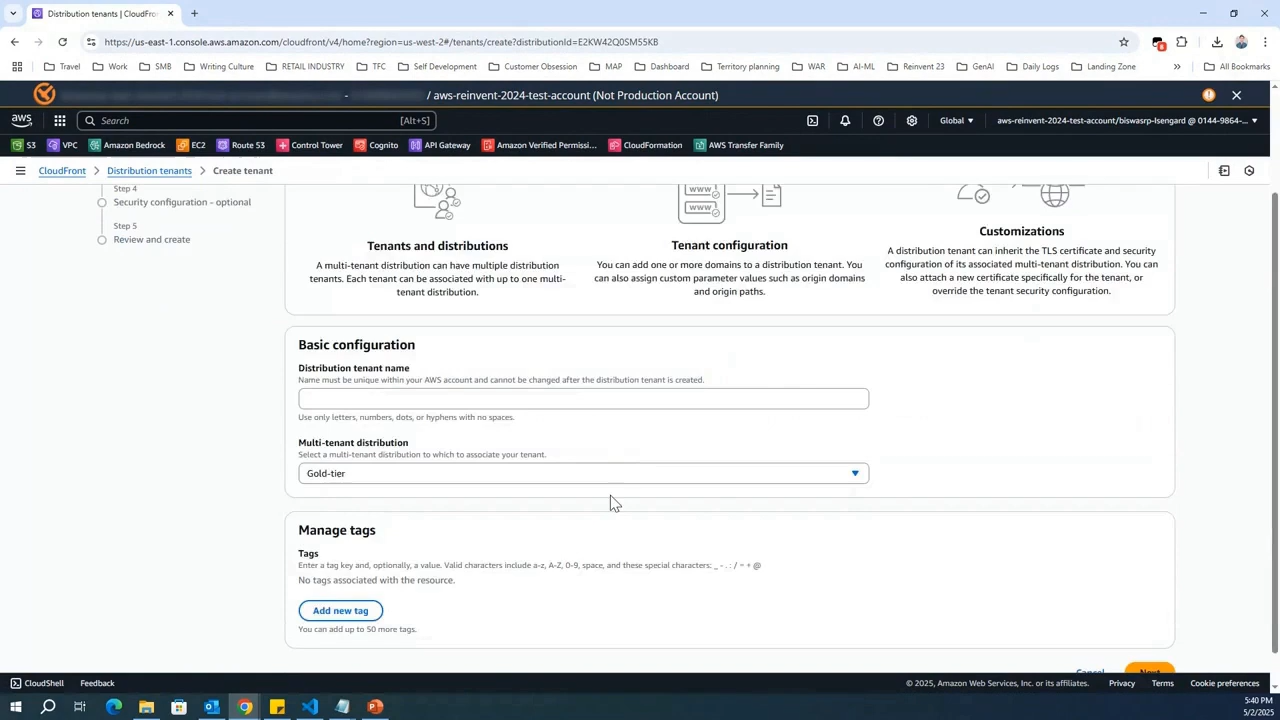 Distribution tenants | CloudFro
https://us-east-1.console.aws.amazon.com/cloudfront/v4/home?region=us-west-2#/tenants/create?distributionId=E2KW42Q0SM55KB
Travel Work SMB Writing Culture RETAIL INDUSTRY TFC Self Development Customer Obsession MAP Dashboard Territory planning WAR AI-ML Reinvent 23 GenAI Daily Logs Landing Zone » All Bookmarks
- / aws-reinvent-2024-test-account (Not Production Account)
aws Search [Alt+S] Global aws-reinvent-2024-test-account/biswasrp-Isengard @ 0144-9864-...
S3 VPC Amazon Bedrock EC2 Route 53 Control Tower Cognito API Gateway Amazon Verified Permissi... CloudFormation AWS Transfer Family
CloudFront > Distribution tenants > Create tenant
Step 4
Security configuration - optional
Step 5
Review and create
www
www
Tenants and distributions
A multi-tenant distribution can have multiple distribution
tenants. Each tenant can be associated with up to one multi-
tenant distribution.
Tenant configuration
You can add one or more domains to a distribution tenant. You
can also assign custom parameter values such as origin domains
and origin paths.
Customizations
A distribution tenant can inherit the TLS certificate and security
configuration of its associated multi-tenant distribution. You can
also attach a new certificate specifically for the tenant, or
override the tenant security configuration.
Basic configuration
Distribution tenant name
Name must be unique within your AWS account and cannot be changed after the distribution tenant is created.
Use only letters, numbers, dots, or hyphens with no spaces.
Multi-tenant distribution
Select a multi-tenant distribution to which to associate your tenant.
Gold-tier
Manage tags
Tags
Enter a tag key and, optionally, a value. Valid characters include a-z, A-Z, 0-9, space, and these special characters: _ - . : / = + @
No tags associated with the resource.
Add new tag
You can add up to 50 more tags.
Cancel Next
CloudShell Feedback © 2025, Amazon Web Services, Inc. or its affiliates. Privacy Terms Cookie preferences
5:40 PM
5/2/2025